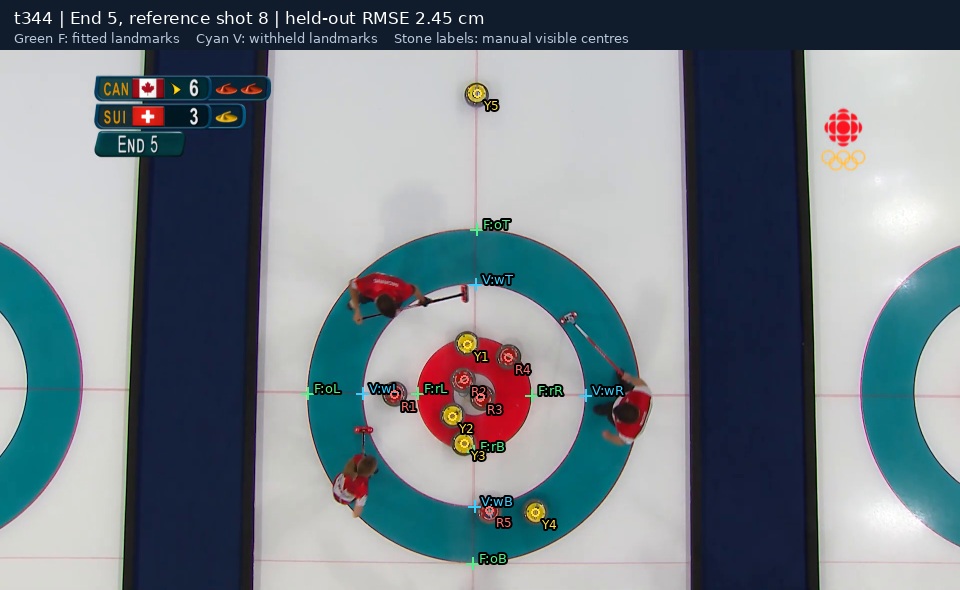 t344 | End 5, reference shot 8 | held-out RMSE 2.45 cm
Green F: fitted landmarks Cyan V: withheld landmarks Stone labels: manual visible centres
CAN 6
SUI 3
END 5
Y5
F:oT
V:wT
Y1
R4
F:oL
V:wL
F:rL
R2
F:rR
V:wR
R1
R3
Y2
F:rB
Y3
V:wB
R5
Y4
F:oB